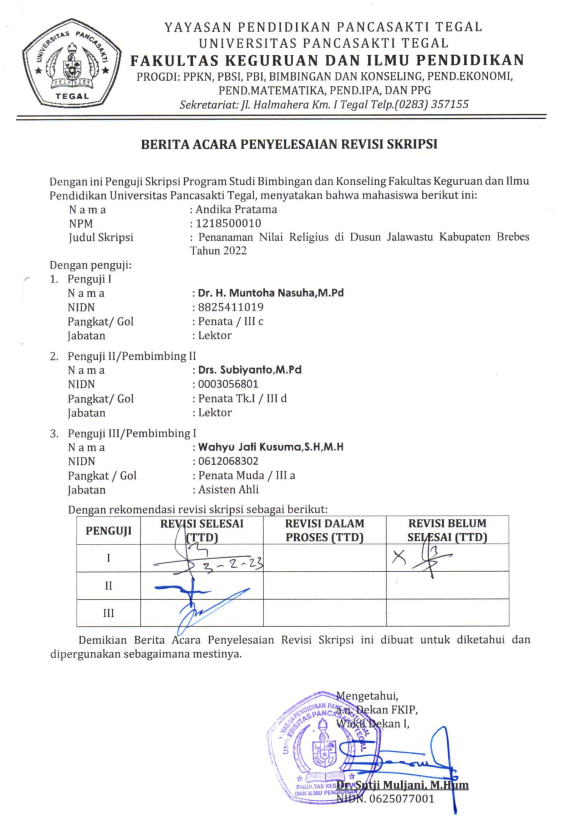 UNIVERSITAS PANCASAKTI
TEGAL
YAYASAN PENDIDIKAN PANCASAKTI TEGAL
UNIVERSITAS PANCASAKTI TEGAL
FAKULTAS KEGURUAN DAN ILMU PENDIDIKAN
PROGDI: PPKN, PBSI, PBI, BIMBINGAN DAN KONSELING, PEND.EKONOMI,
PEND.MATEMATIKA, PEND.IPA, DAN PPG
Sekretariat: Jl. Halmahera Km. I Tegal Telp.(0283) 357155
BERITA ACARA PENYELESAIAN REVISI SKRIPSI
Dengan ini Penguji Skripsi Program Studi Bimbingan dan Konseling Fakultas Keguruan dan Ilmu
Pendidikan Universitas Pancasakti Tegal, menyatakan bahwa mahasiswa berikut ini:
N a m a : Andika Pratama
NPM : 1218500010
Judul Skripsi : Penanaman Nilai Religius di Dusun Jalawastu Kabupaten Brebes
Tahun 2022
Dengan penguji:
1. Penguji I
N a m a : Dr. H. Muntoha Nasuha,M.Pd
NIDN : 8825411019
Pangkat/ Gol : Penata / III c
Jabatan : Lektor
2. Penguji II/Pembimbing II
N a m a : Drs. Subiyanto,M.Pd
NIDN : 0003056801
Pangkat/ Gol : Penata Tk.I / III d
Jabatan : Lektor
3. Penguji III/Pembimbing I
N a m a : Wahyu Jati Kusuma,S.H,M.H
NIDN : 0612068302
Pangkat / Gol : Penata Muda / III a
Jabatan : Asisten Ahli
Dengan rekomendasi revisi skripsi sebagai berikut:
PENGUJI REVISI SELESAI (TTD) REVISI DALAM PROSES (TTD) REVISI BELUM SELESAI (TTD)
I 3-2-23 X
II
III
Demikian Berita Acara Penyelesaian Revisi Skripsi ini dibuat untuk diketahui dan
dipergunakan sebagaimana mestinya.
Mengetahui,
a.n. Dekan FKIP,
Wakil Dekan I,
Dr. Sutji Muljani, M.Hum
NIDN. 0625077001